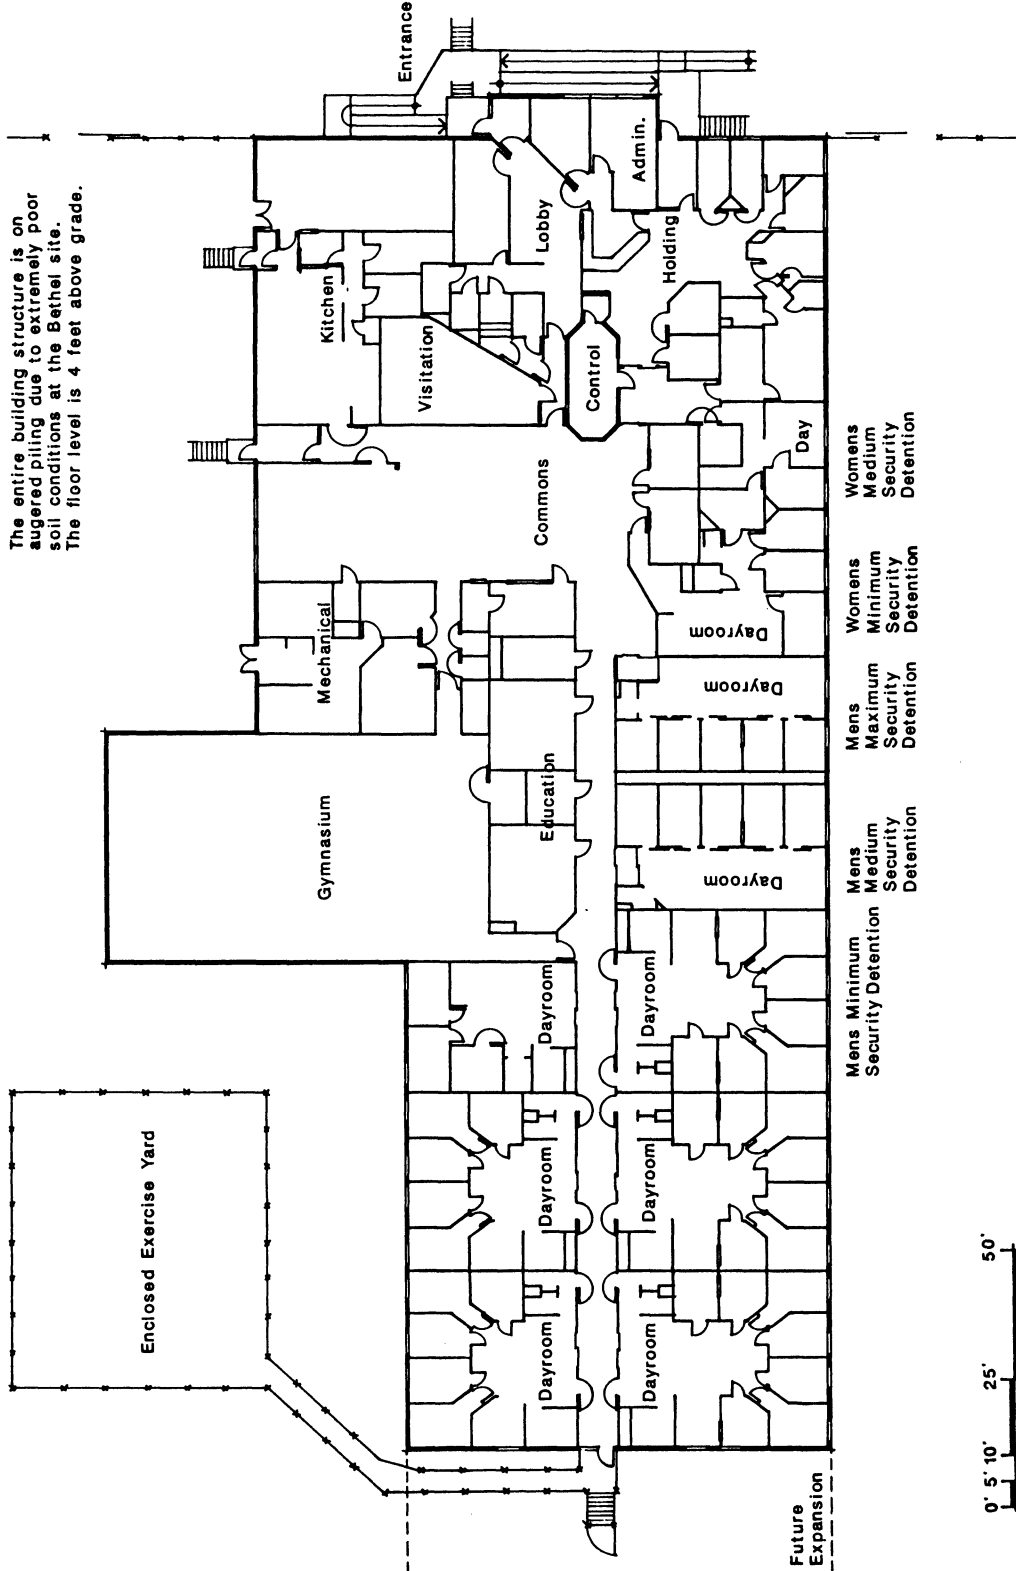 The entire building structure is on
augered piling due to extremely poor
soil conditions at the Bethel site.
The floor level is 4 feet above grade.
Entrance
Admin.
Lobby
Holding
Kitchen
Visitation
Control
Commons
Day
Mechanical
Dayroom
Dayroom
Gymnasium
Education
Dayroom
Dayroom
Dayroom
Dayroom
Dayroom
Dayroom
Dayroom
Enclosed Exercise Yard
Womens
Medium
Security
Detention
Womens
Minimum
Security
Detention
Mens
Maximum
Security
Detention
Mens
Medium
Security
Detention
Mens Minimum
Security Detention
Future
Expansion
0' 5' 10' 25' 50'